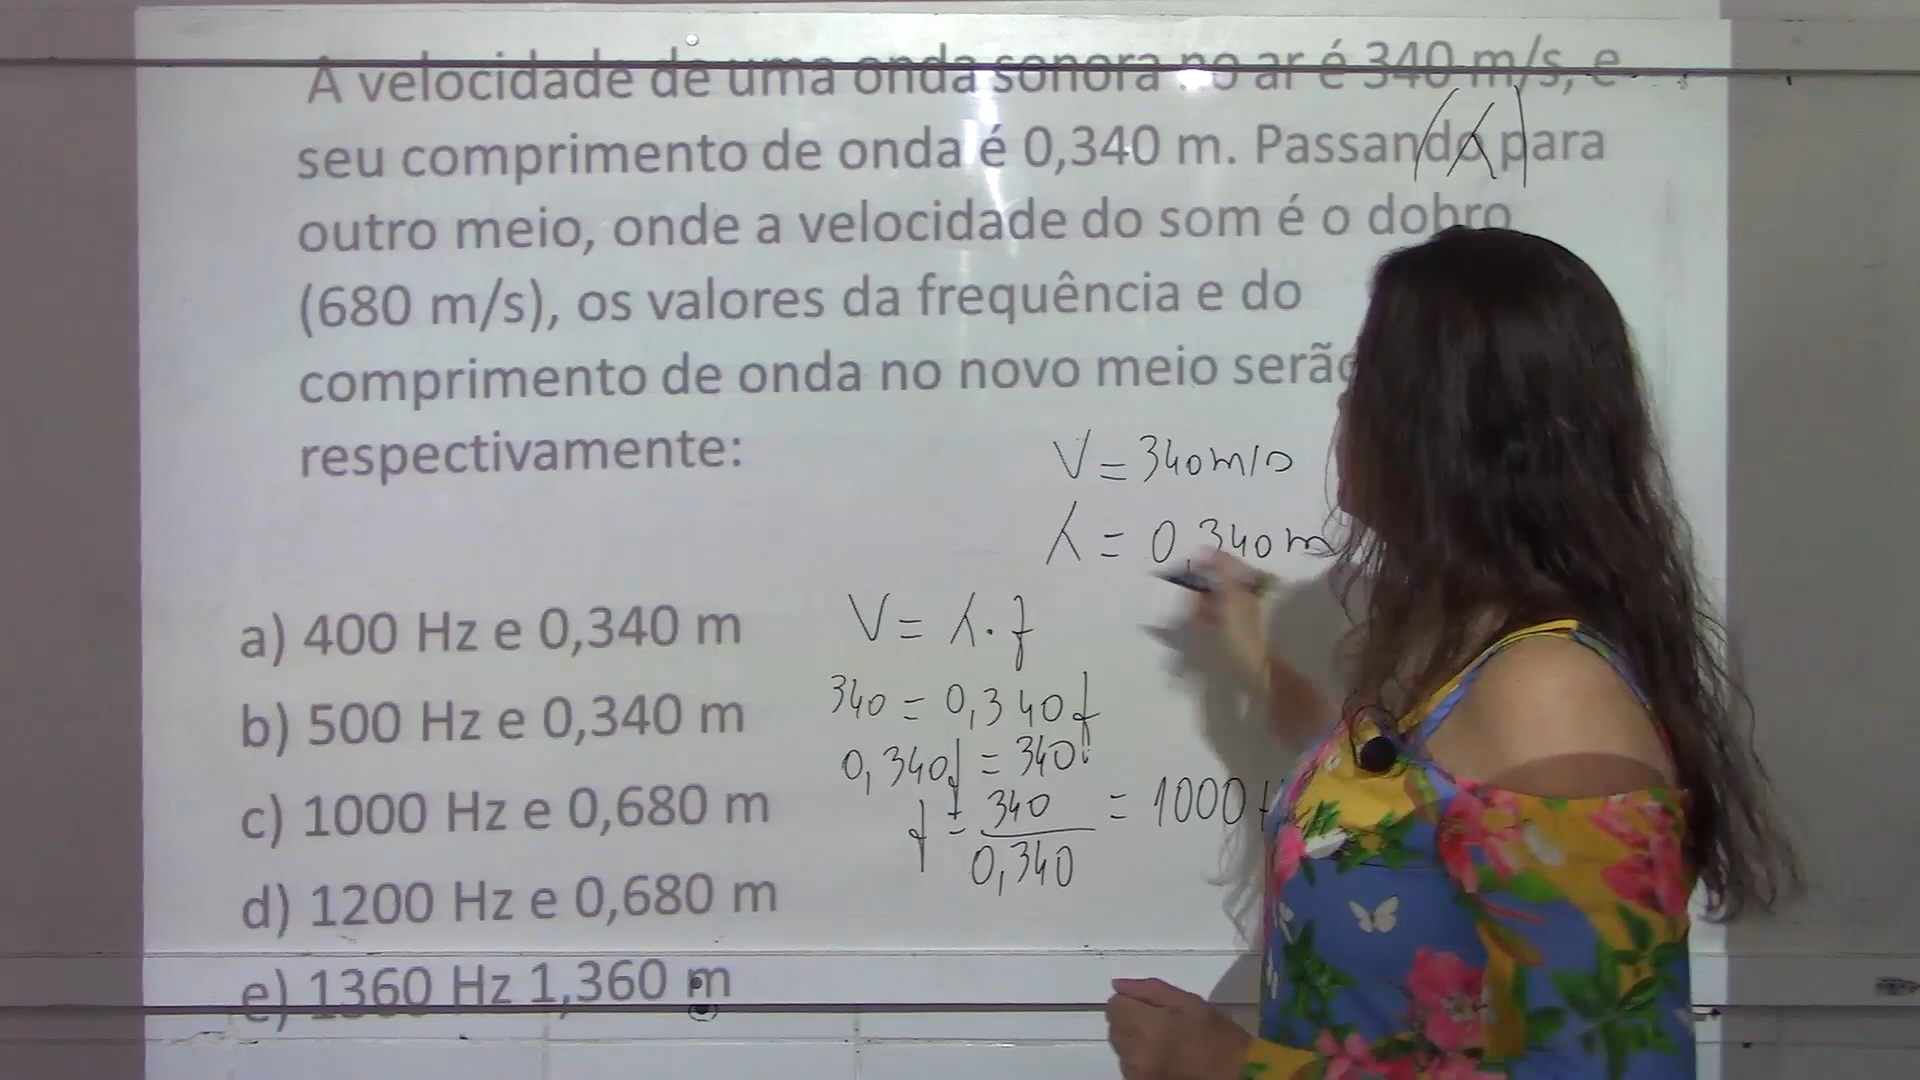 A velocidade de uma onda sonora no ar é 340 m/s, e
seu comprimento de onda é 0,340 m. Passando para
(λ)
outro meio, onde a velocidade do som é o dobro
(680 m/s), os valores da frequência e do
comprimento de onda no novo meio serão
respectivamente:
V = 340 m/s
λ = 0,340 m
a) 400 Hz e 0,340 m
b) 500 Hz e 0,340 m
c) 1000 Hz e 0,680 m
d) 1200 Hz e 0,680 m
e) 1360 Hz 1,360 m
V = λ . f
340 = 0,340 f
0,340 f = 340
f = 340 = 1000
0,340